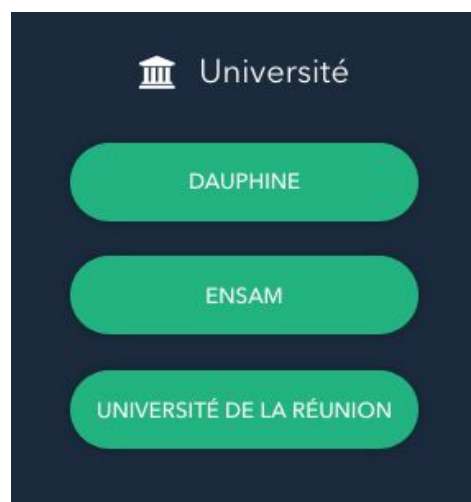 Université
DAUPHINE
ENSAM
UNIVERSITÉ DE LA RÉUNION